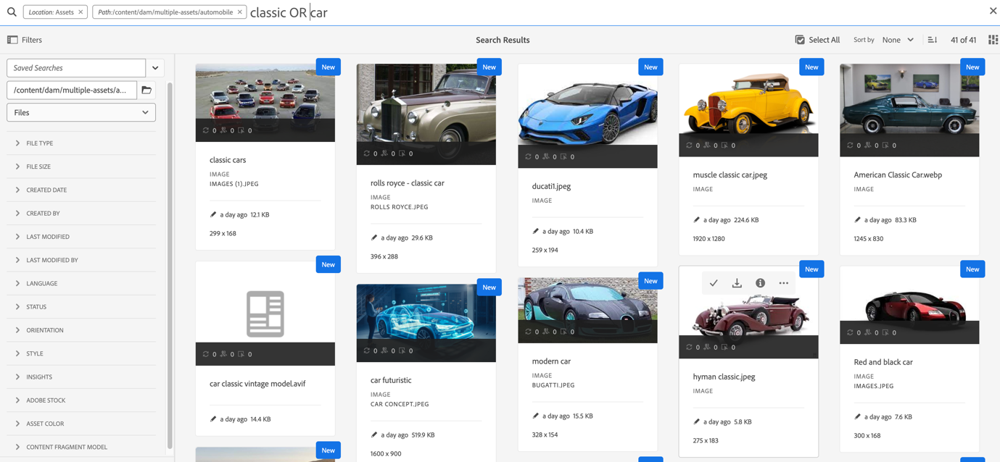 Location: Assets × Path:/content/dam/multiple-assets/automobile × classic OR car
Filters
Search Results
Select All Sort by None 41 of 41
Saved Searches
/content/dam/multiple-assets/a...
Files
FILE TYPE
FILE SIZE
CREATED DATE
CREATED BY
LAST MODIFIED
LAST MODIFIED BY
LANGUAGE
STATUS
ORIENTATION
STYLE
INSIGHTS
ADOBE STOCK
ASSET COLOR
CONTENT FRAGMENT MODEL
New
0 0 0
classic cars
IMAGE
IMAGES (1).JPEG
a day ago 12.1 KB
299 x 168
New
0 0 0
rolls royce - classic car
IMAGE
ROLLS ROYCE.JPEG
a day ago 29.6 KB
396 x 288
New
0 0 0
ducati1.jpeg
IMAGE
a day ago 10.4 KB
259 x 194
New
0 0 0
muscle classic car.jpeg
IMAGE
a day ago 224.6 KB
1920 x 1280
New
0 0 0
American Classic Car.webp
IMAGE
a day ago 83.3 KB
1245 x 830
New
0 0 0
car classic vintage model.avif
a day ago 14.4 KB
New
0 0 0
car futuristic
IMAGE
CAR CONCEPT.JPEG
a day ago 519.9 KB
1600 x 900
New
0 0 0
modern car
IMAGE
BUGATTI.JPEG
a day ago 15.5 KB
328 x 154
New
0 0 0
hyman classic.jpeg
IMAGE
a day ago 5.8 KB
275 x 183
New
0 0 0
Red and black car
IMAGE
IMAGES.JPEG
a day ago 7.6 KB
300 x 168
New